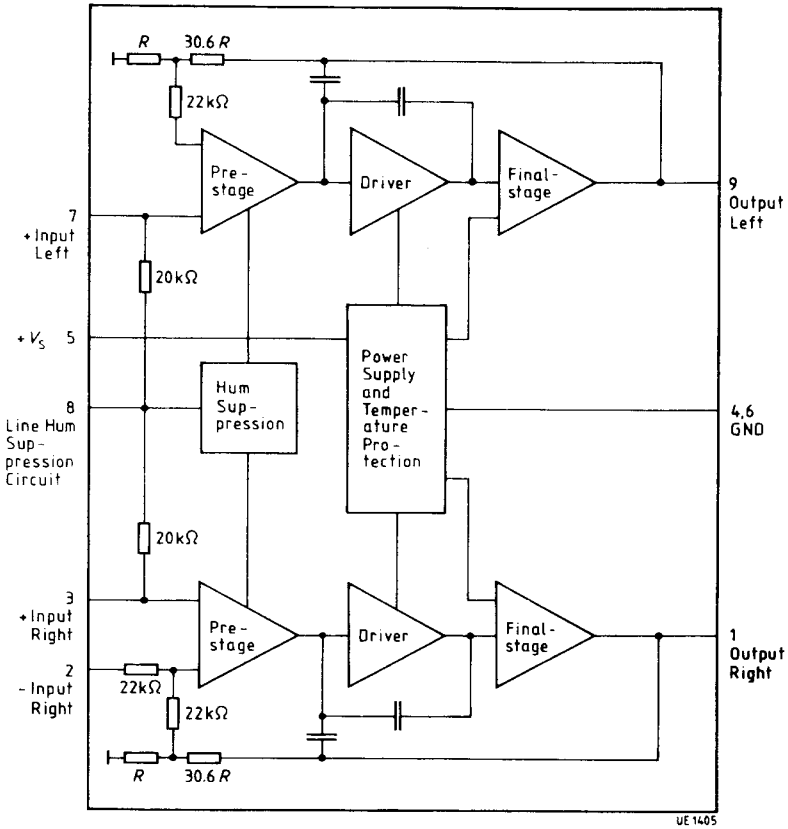 R
30.6 R
22kΩ
Pre-
stage
Driver
Final-
stage
9
Output
Left
7
+Input
Left
20kΩ
+Vs 5
8
Line Hum
Sup-
pression
Circuit
Hum
Sup-
pression
Power
Supply
and
Temper-
ature
Pro-
tection
4,6
GND
20kΩ
3
+Input
Right
2
-Input
Right
22kΩ
22kΩ
Pre-
stage
Driver
Final-
stage
1
Output
Right
R
30.6 R
UE 1405